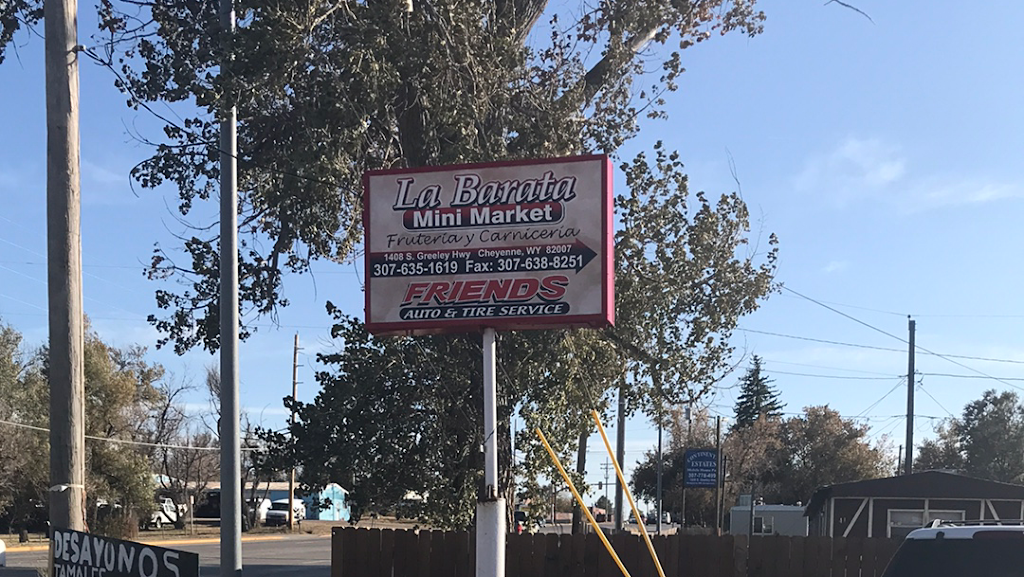 La Barata
Mini Market
Fruteria y Carniceria
1408 S. Greeley Hwy Cheyenne, WY 82007
307-635-1619 Fax: 307-638-8251
FRIENDS
AUTO & TIRE SERVICE
ESTATES
DESAYUNOS
TAMALES